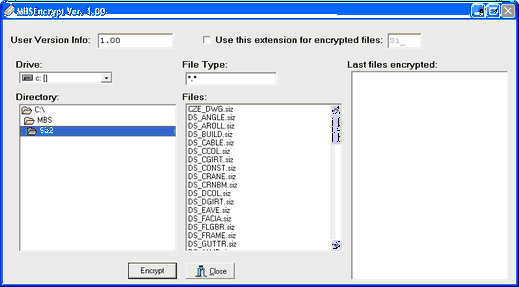 MBSEncrypt Ver. 1.00
User Version Info: 1.00 Use this extension for encrypted files:
Drive: File Type: Last files encrypted:
c: [] *.*
Directory: Files:
C:\
MBS
CZE_DWG.siz
DS_ANGLE.siz
DS_AROLL.siz
DS_BUILD.siz
DS_CABLE.siz
DS_CCOL.siz
DS_CGIRT.siz
DS_CONST.siz
DS_CRANE.siz
DS_CRNBM.siz
DS_DCOL.siz
DS_DGIRT.siz
DS_EAVE.siz
DS_FACIA.siz
DS_FLGBR.siz
DS_FRAME.siz
DS_GUTTR.siz
Encrypt Close